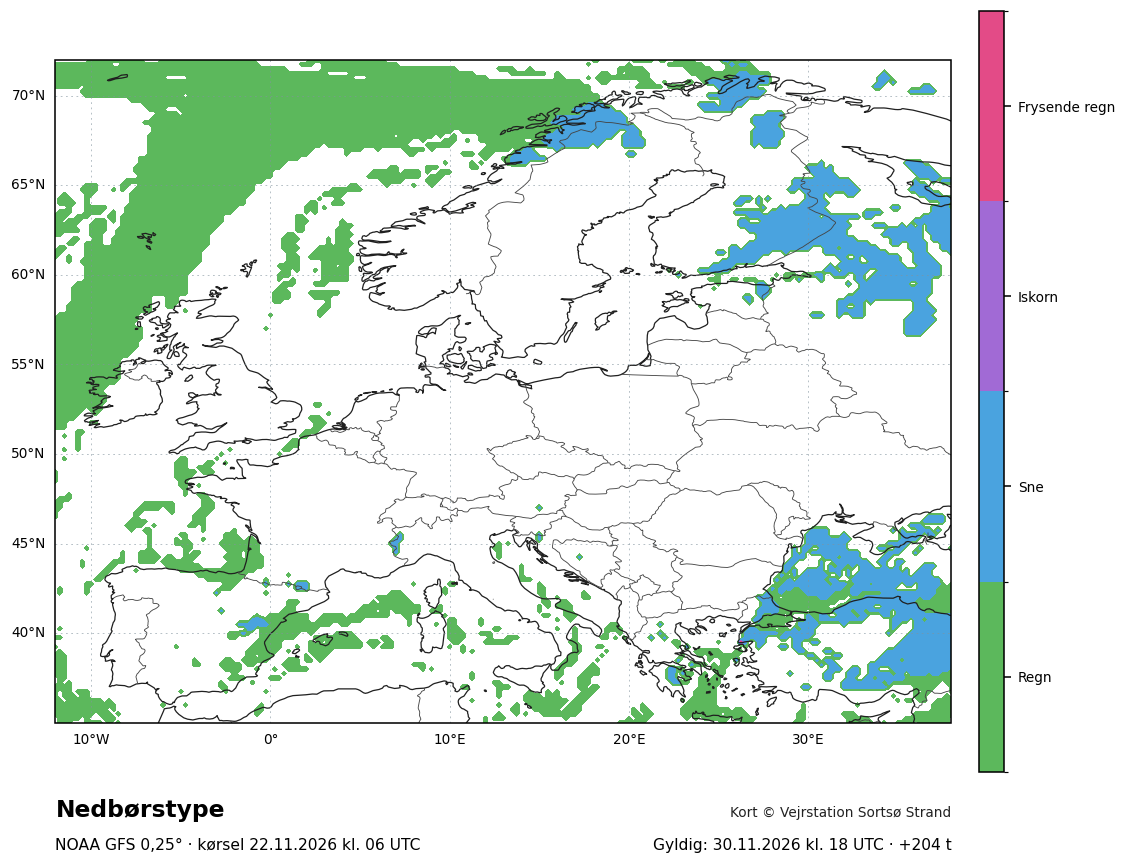 70°N
65°N
60°N
55°N
50°N
45°N
40°N
10°W
0°
10°E
20°E
30°E
Frysende regn
Iskorn
Sne
Regn
Nedbørstype
Kort © Vejrstation Sortsø Strand
NOAA GFS 0,25° · kørsel 22.11.2026 kl. 06 UTC
Gyldig: 30.11.2026 kl. 18 UTC · +204 t